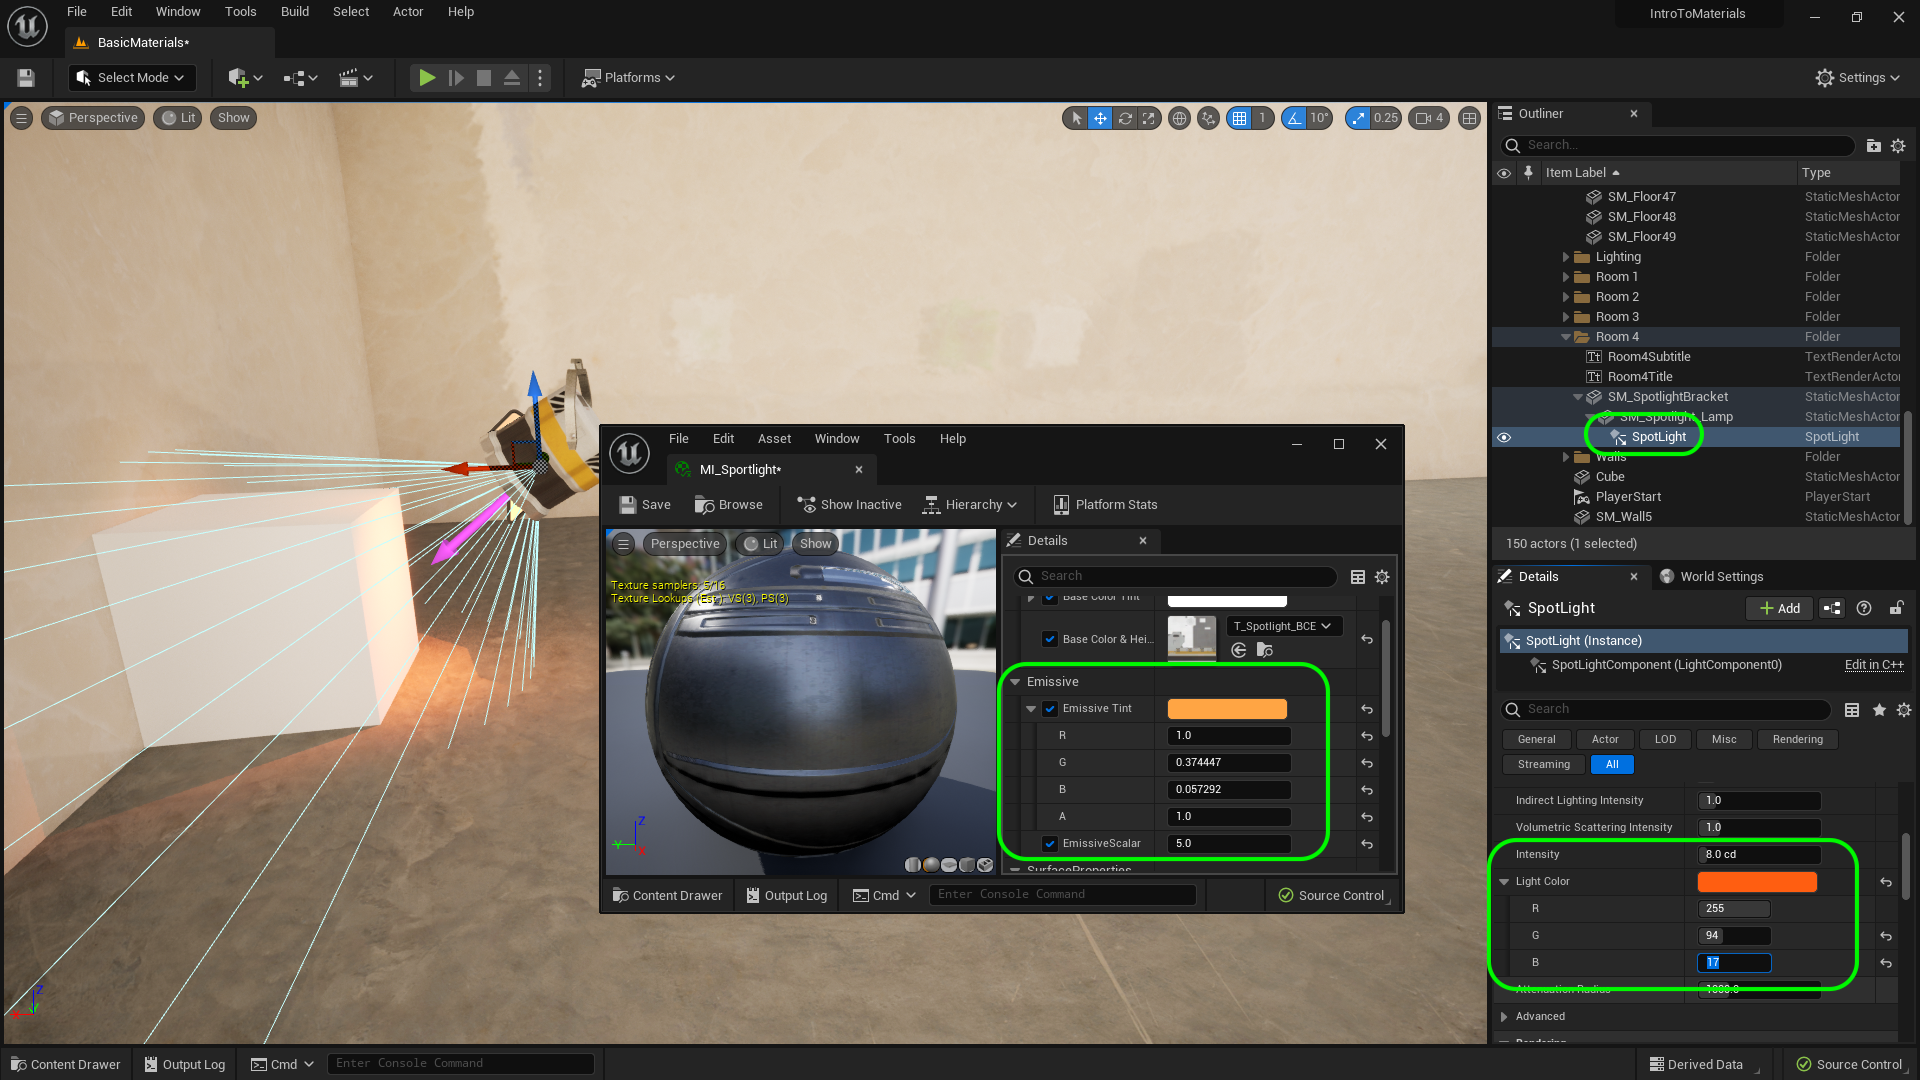 File Edit Window Tools Build Select Actor Help
IntroToMaterials
BasicMaterials*
Select Mode
Platforms
Settings
Perspective Lit Show
1 10° 0.25 4
Outliner
Search...
Item Label Type
SM_Floor47 StaticMeshActor
SM_Floor48 StaticMeshActor
SM_Floor49 StaticMeshActor
Lighting Folder
Room 1 Folder
Room 2 Folder
Room 3 Folder
Room 4 Folder
Room4Subtitle TextRenderActor
Room4Title TextRenderActor
SM_SpotlightBracket StaticMeshActor
SM_Spotlight_Lamp StaticMeshActor
SpotLight SpotLight
Walls Folder
Cube StaticMeshActor
PlayerStart PlayerStart
SM_Wall5 StaticMeshActor
150 actors (1 selected)
File Edit Asset Window Tools Help
MI_Sportlight*
Save Browse Show Inactive Hierarchy Platform Stats
Perspective Lit Show
Texture samplers: 5/16
Texture Lookups (Est.): VS(3), PS(3)
Z
Y
X
Details
Search
Base Color Tint
Base Color & Hei... T_Spotlight_BCE
Emissive
Emissive Tint
R 1.0
G 0.374447
B 0.057292
A 1.0
EmissiveScalar 5.0
SurfaceProperties
Content Drawer Output Log Cmd Enter Console Command Source Control
Details World Settings
SpotLight Add
SpotLight (Instance)
SpotLightComponent (LightComponent0) Edit in C++
Search
General Actor LOD Misc Rendering
Streaming All
Indirect Lighting Intensity 1.0
Volumetric Scattering Intensity 1.0
Intensity 8.0 cd
Light Color
R 255
G 94
B 17
Attenuation Radius 1000.0
Advanced
Rendering
Z
Y
X
Content Drawer Output Log Cmd Enter Console Command Derived Data Source Control